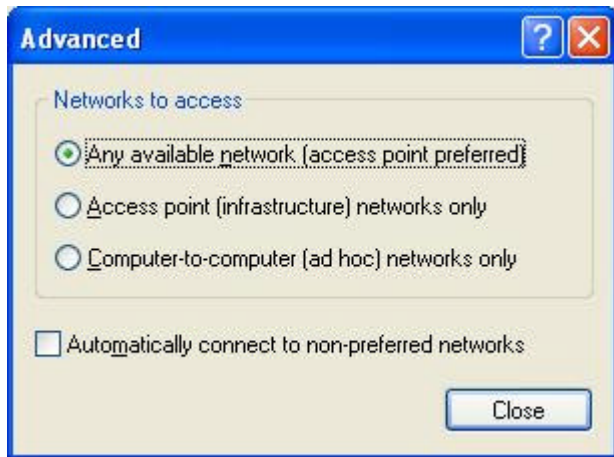 Advanced
Networks to access
Any available network (access point preferred)
Access point (infrastructure) networks only
Computer-to-computer (ad hoc) networks only
Automatically connect to non-preferred networks
Close